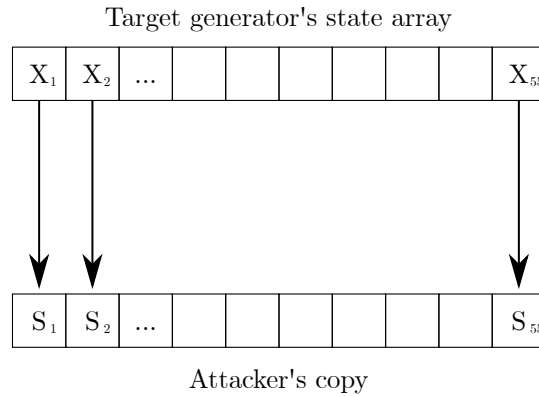 Target generator's state array
X₁ X₂ ... X₅₅
S₁ S₂ ... S₅₅
Attacker's copy